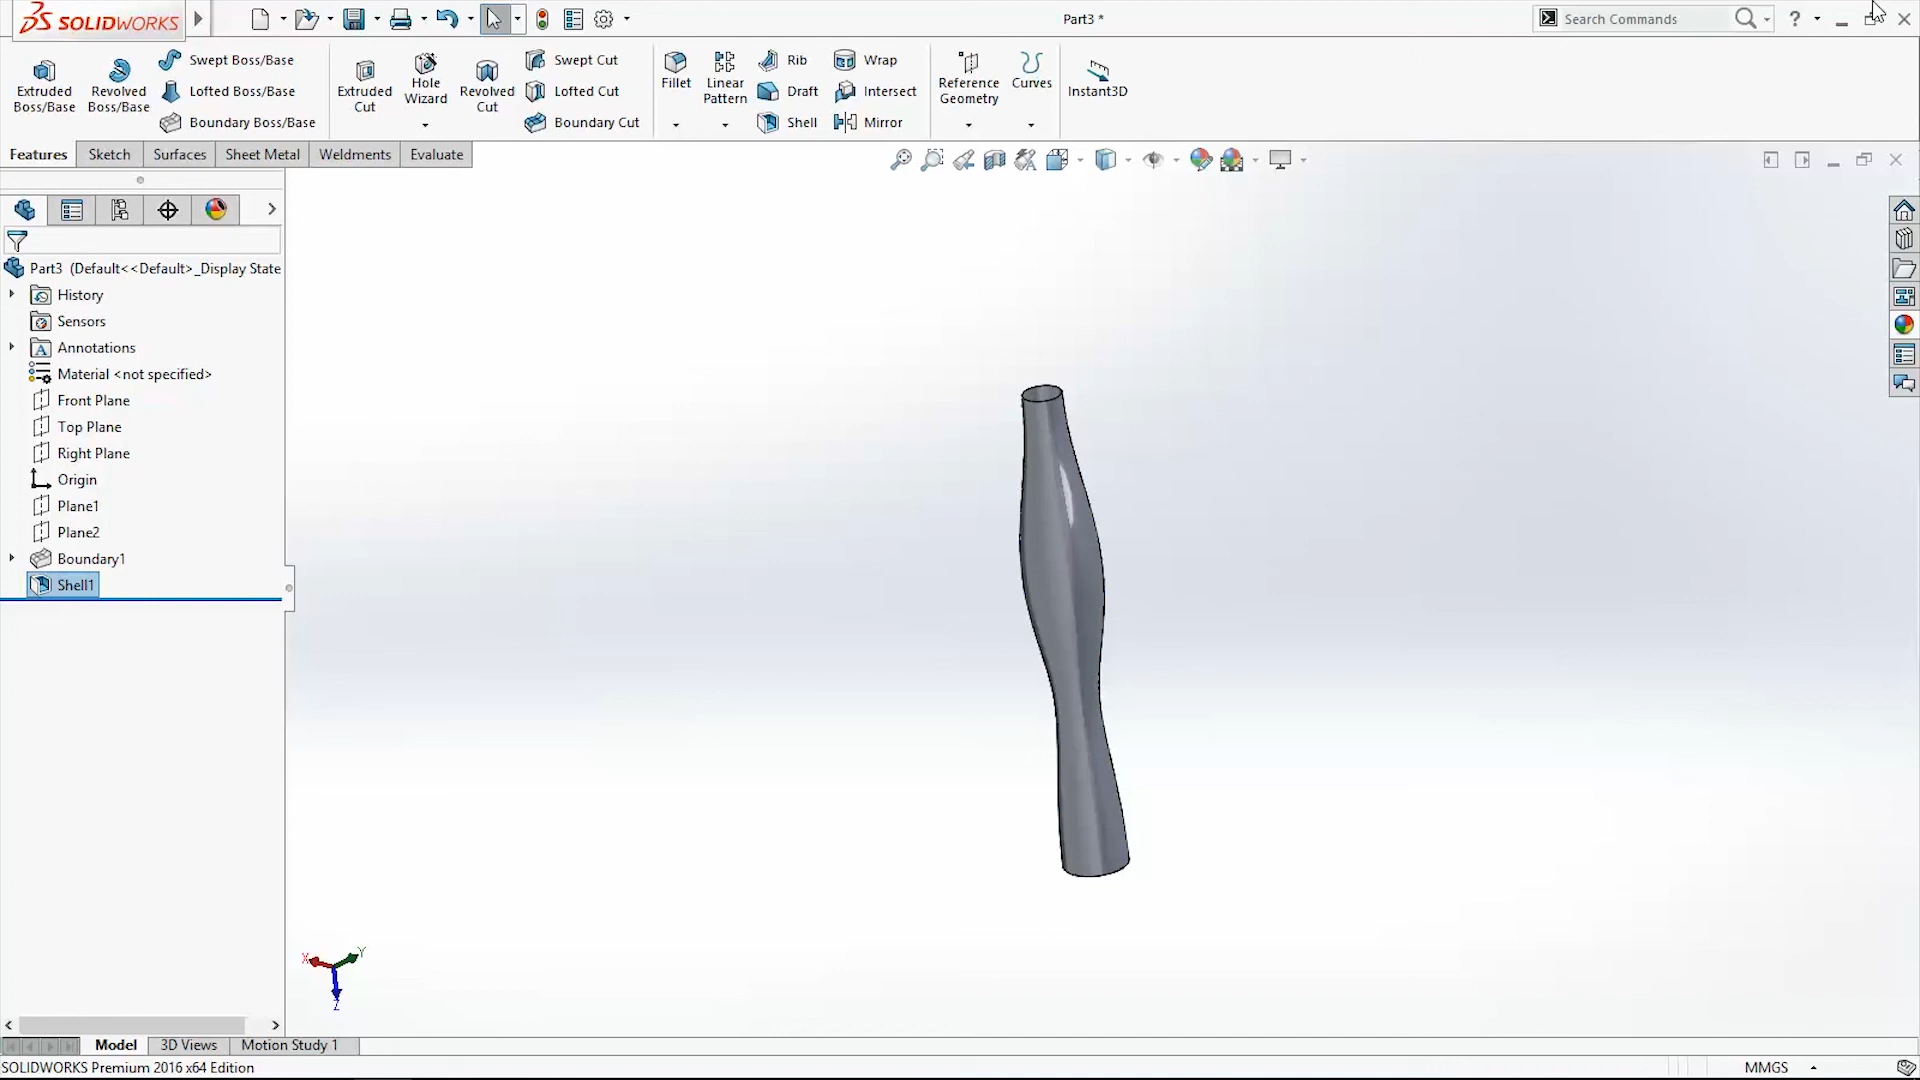 SOLIDWORKS
Part3 *
Search Commands
?
Extruded Boss/Base
Revolved Boss/Base
Swept Boss/Base
Lofted Boss/Base
Boundary Boss/Base
Extruded Cut
Hole Wizard
Revolved Cut
Swept Cut
Lofted Cut
Boundary Cut
Fillet
Linear Pattern
Rib
Draft
Shell
Wrap
Intersect
Mirror
Reference Geometry
Curves
Instant3D
Features
Sketch
Surfaces
Sheet Metal
Weldments
Evaluate
Part3 (Default<<Default>_Display State
History
Sensors
Annotations
Material <not specified>
Front Plane
Top Plane
Right Plane
Origin
Plane1
Plane2
Boundary1
Shell1
X
Y
Z
Model
3D Views
Motion Study 1
SOLIDWORKS Premium 2016 x64 Edition
MMGS